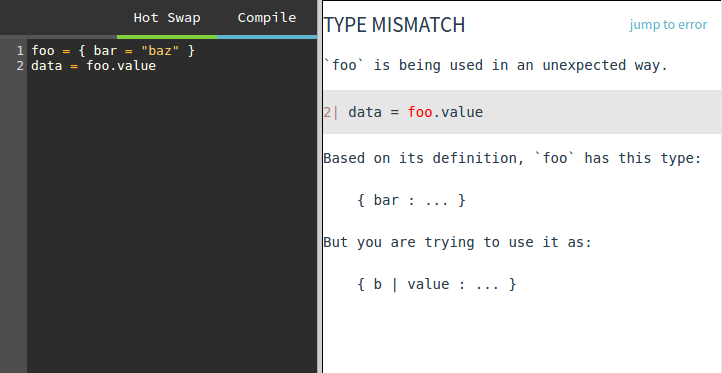 Hot Swap Compile
1 foo = { bar = "baz" }
2 data = foo.value
TYPE MISMATCH jump to error
`foo` is being used in an unexpected way.
2| data = foo.value
Based on its definition, `foo` has this type:
{ bar : ... }
But you are trying to use it as:
{ b | value : ... }